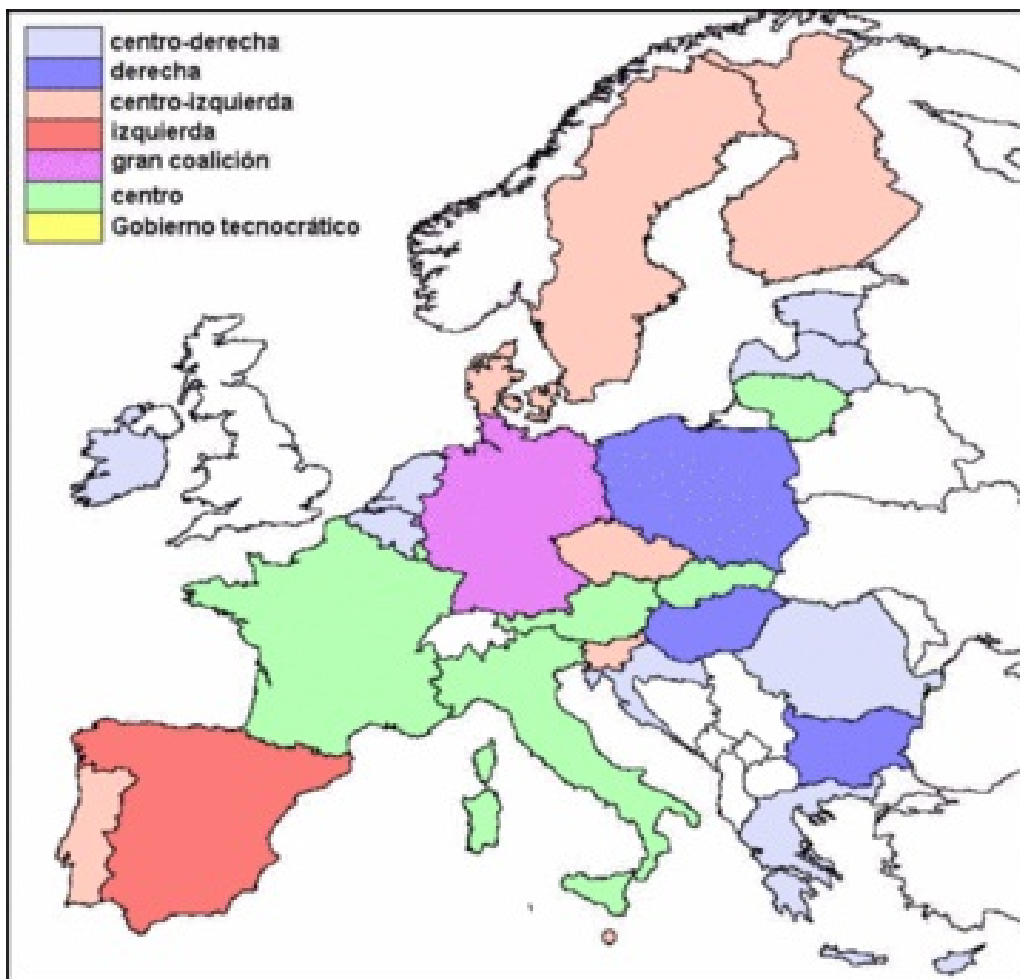 centro-derecha
derecha
centro-izquierda
izquierda
gran coalición
centro
Gobierno tecnocrático